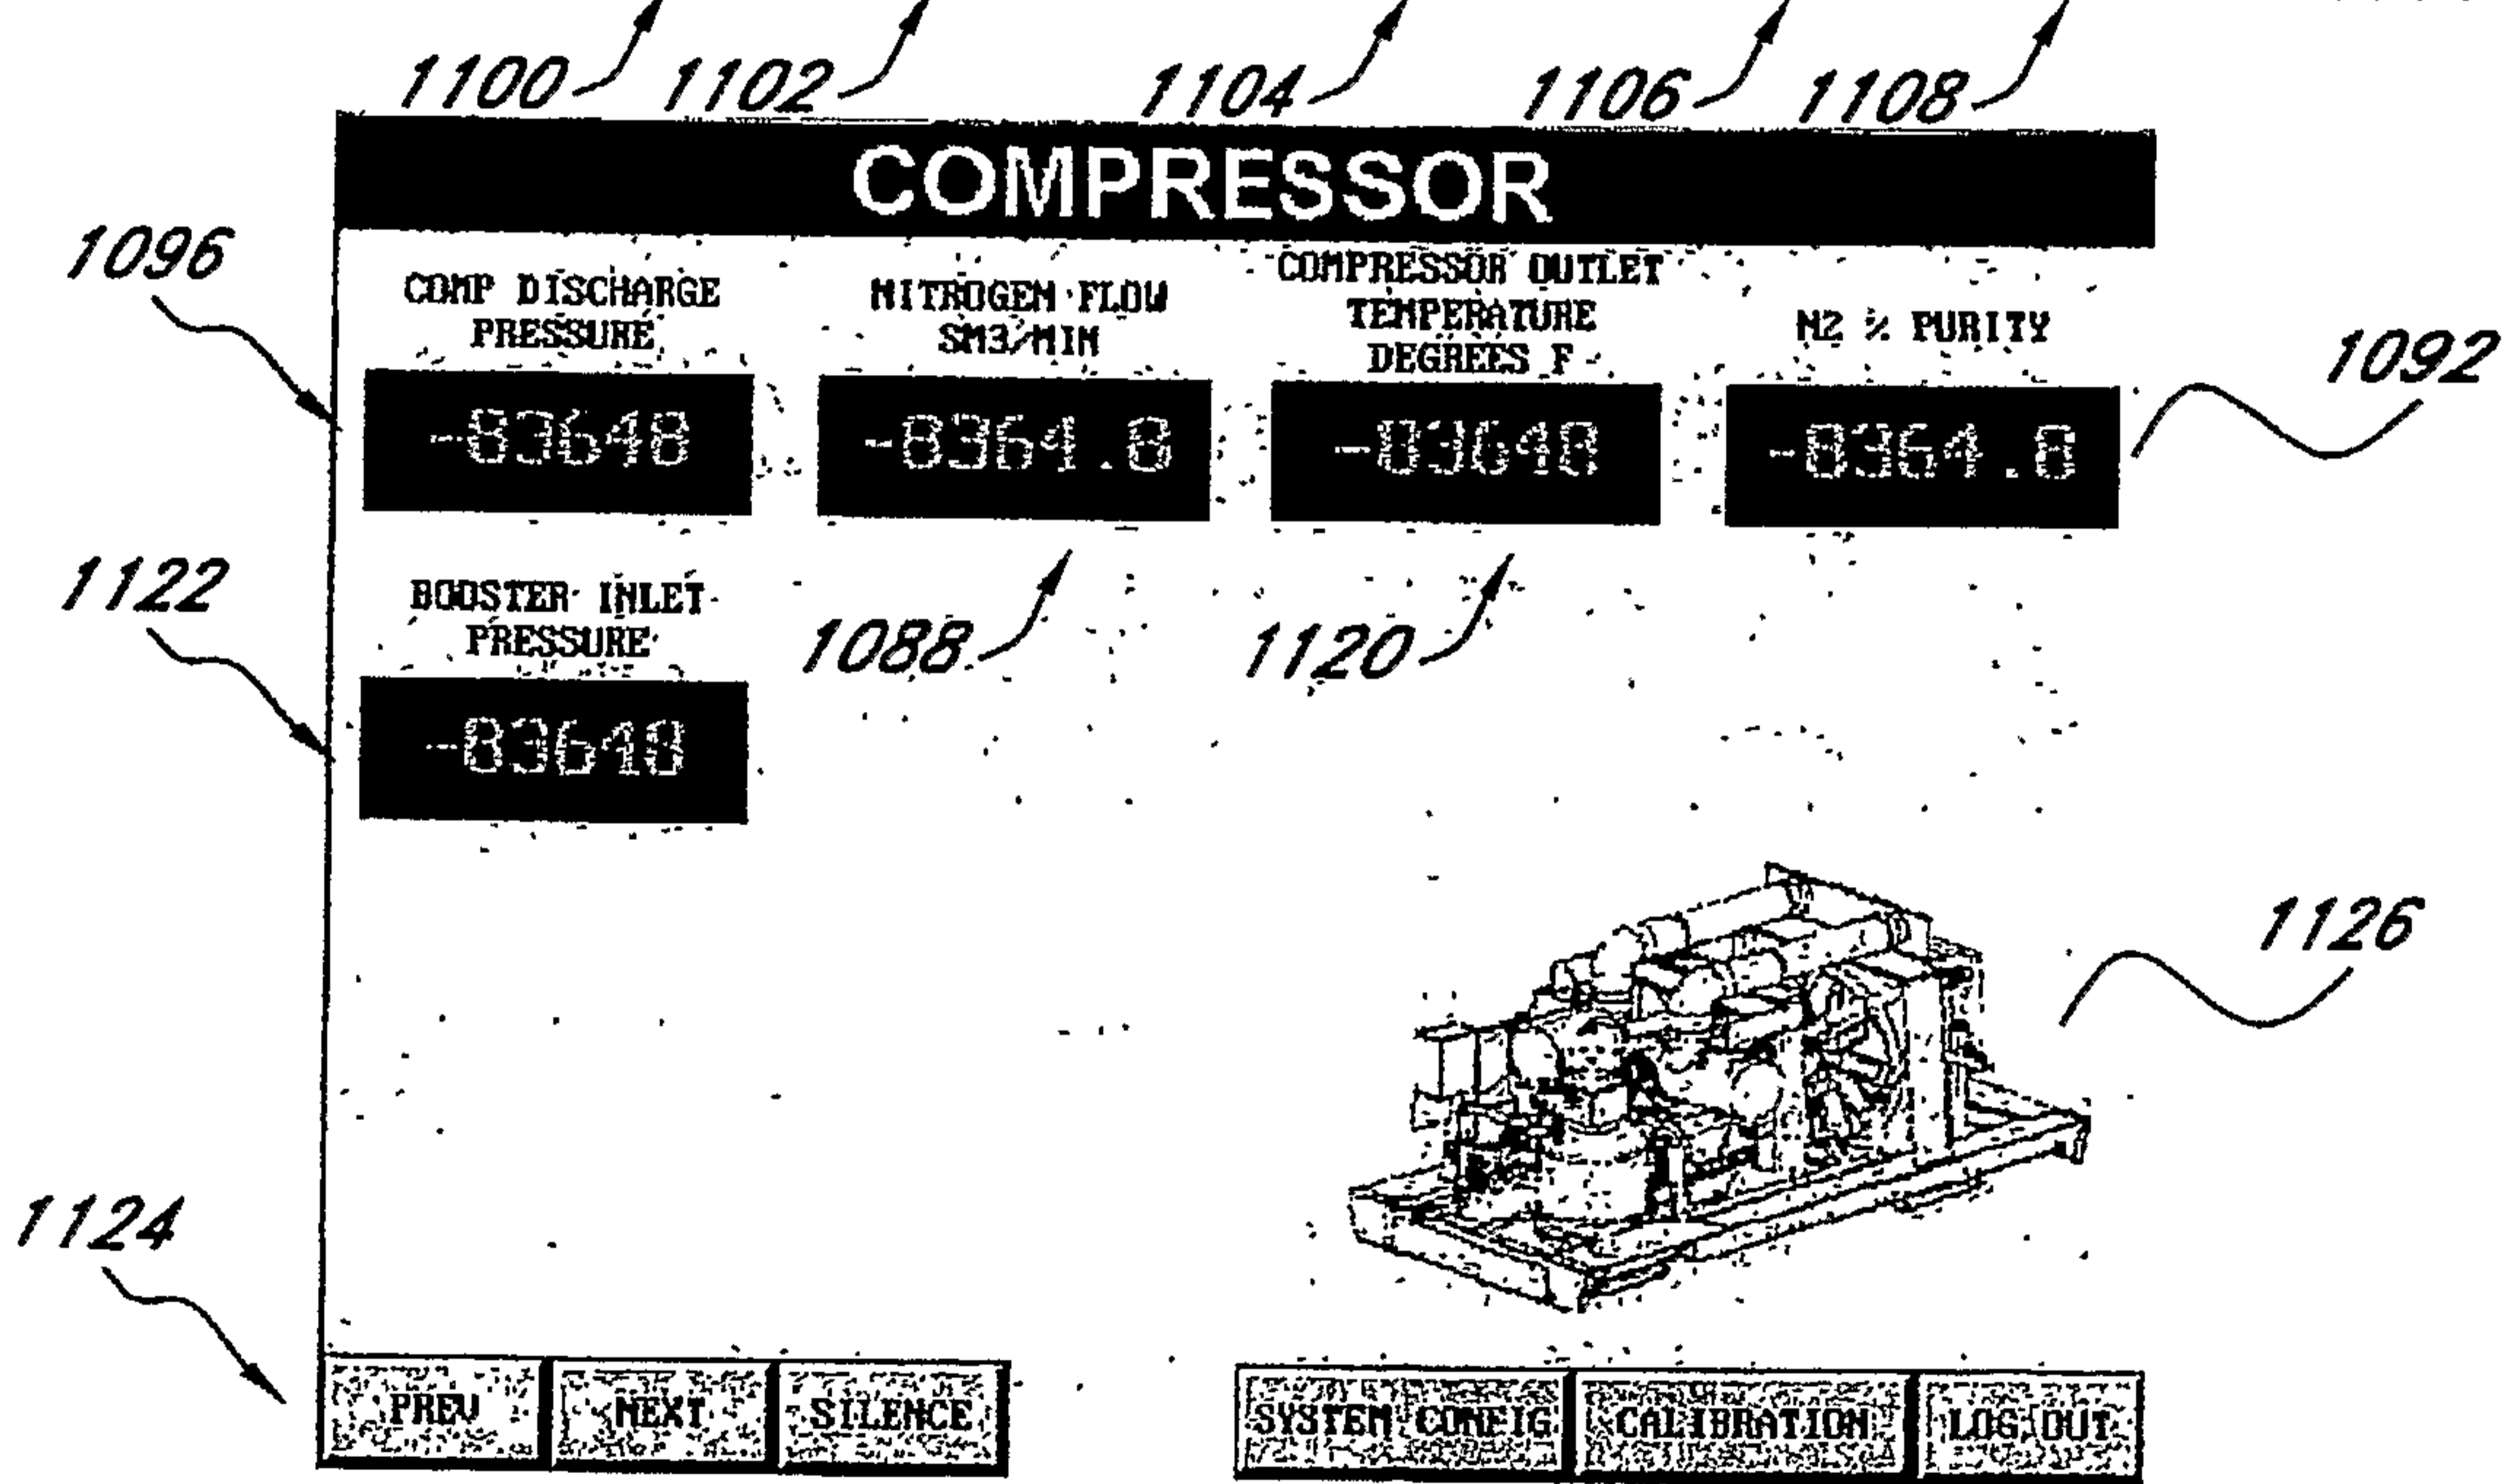 1100 1102 1104 1106 1108
COMPRESSOR
1096
COMP DISCHARGE
PRESSURE
NITROGEN FLOW
SM3/MIN
COMPRESSOR OUTLET
TEMPERATURE
DEGREES F
N2 % PURITY
1092
-83648
-8364.8
-83648
-8364.8
1122
BOOSTER INLET
PRESSURE
1088
1120
-83648
1126
1124
PREV
NEXT
SILENCE
SYSTEM CONFIG
CALIBRATION
LOG OUT